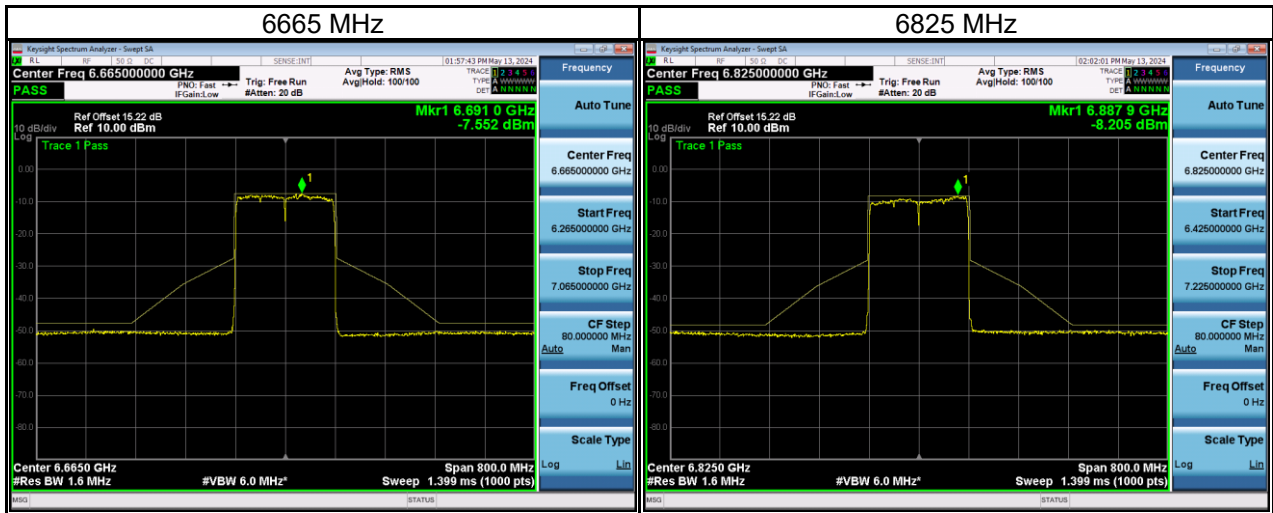 6665 MHz
Keysight Spectrum Analyzer - Swept SA
RL RF 50 Ω DC SENSE:INT 01:57:43 PM May 13, 2024
Center Freq 6.665000000 GHz
PASS
PNO: Fast
IFGain:Low
Trig: Free Run
#Atten: 20 dB
Avg Type: RMS
Avg|Hold: 100/100
TRACE 1 2 3 4 5 6
TYPE A WWWWW
DET A N N N N N
Mkr1 6.691 0 GHz
-7.552 dBm
Ref Offset 15.22 dB
10 dB/div Ref 10.00 dBm
Log
Trace 1 Pass
1
0.00
-10.0
-20.0
-30.0
-40.0
-50.0
-60.0
-70.0
-80.0
Center 6.6650 GHz Span 800.0 MHz
#Res BW 1.6 MHz #VBW 6.0 MHz* Sweep 1.399 ms (1000 pts)
MSG STATUS
Frequency
Auto Tune
Center Freq
6.665000000 GHz
Start Freq
6.265000000 GHz
Stop Freq
7.065000000 GHz
CF Step
80.000000 MHz
Auto Man
Freq Offset
0 Hz
Scale Type
Log Lin
6825 MHz
Keysight Spectrum Analyzer - Swept SA
RL RF 50 Ω DC SENSE:INT 02:02:01 PM May 13, 2024
Center Freq 6.825000000 GHz
PASS
PNO: Fast
IFGain:Low
Trig: Free Run
#Atten: 20 dB
Avg Type: RMS
Avg|Hold: 100/100
TRACE 1 2 3 4 5 6
TYPE A WWWWW
DET A N N N N N
Mkr1 6.887 9 GHz
-8.205 dBm
Ref Offset 15.22 dB
10 dB/div Ref 10.00 dBm
Log
Trace 1 Pass
1
0.00
-10.0
-20.0
-30.0
-40.0
-50.0
-60.0
-70.0
-80.0
Center 6.8250 GHz Span 800.0 MHz
#Res BW 1.6 MHz #VBW 6.0 MHz* Sweep 1.399 ms (1000 pts)
MSG STATUS
Frequency
Auto Tune
Center Freq
6.825000000 GHz
Start Freq
6.425000000 GHz
Stop Freq
7.225000000 GHz
CF Step
80.000000 MHz
Auto Man
Freq Offset
0 Hz
Scale Type
Log Lin